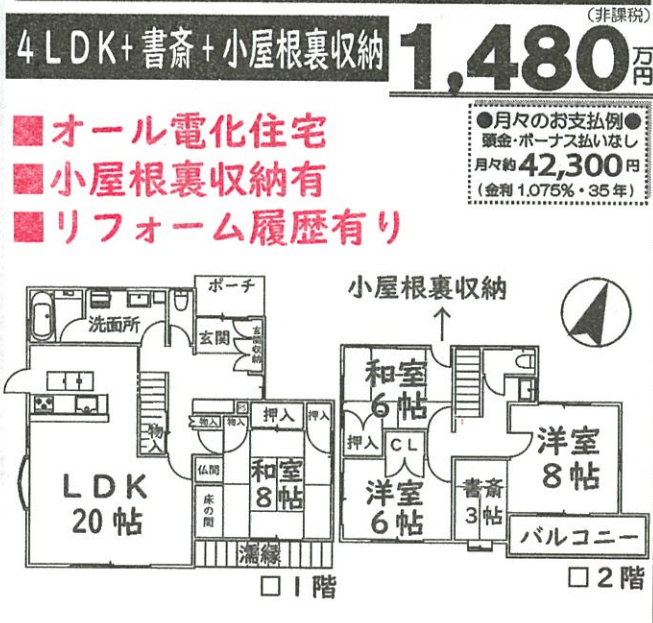 (非課税)
4LDK+書斎+小屋根裏収納
1,480万円
●月々のお支払例●
頭金・ボーナス払いなし
月々約42,300円
(金利1.075%・35年)
■オール電化住宅
■小屋根裏収納有
■リフォーム履歴有り
ポーチ
洗面所
玄関
玄関収納
物入
物入
物入
押入
押入
仏間
床の間
和室
8帖
LDK
20帖
濡縁
□1階
小屋根裏収納
↑
和室
6帖
押入
CL
洋室
6帖
書斎
3帖
洋室
8帖
バルコニー
□2階